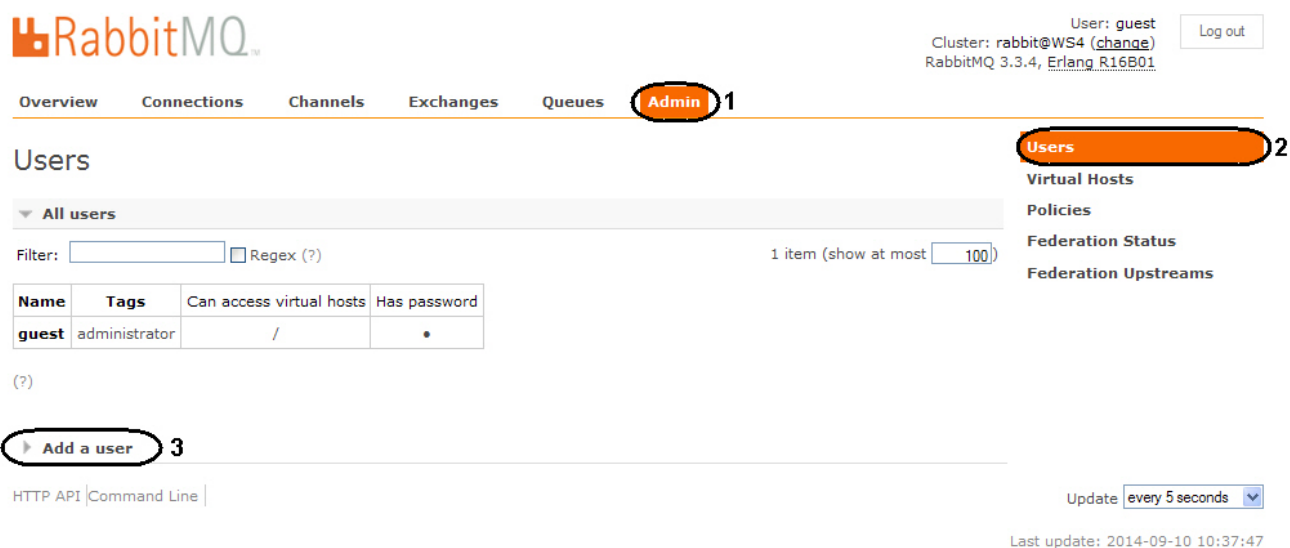 RabbitMQ™
User: guest
Cluster: rabbit@WS4 (change)
RabbitMQ 3.3.4, Erlang R16B01
Log out
Overview Connections Channels Exchanges Queues Admin 1
Users
Users 2
Virtual Hosts
Policies
Federation Status
Federation Upstreams
All users
Filter: Regex (?) 1 item (show at most 100)
Name Tags Can access virtual hosts Has password
guest administrator / •
(?)
Add a user 3
HTTP API Command Line
Update every 5 seconds
Last update: 2014-09-10 10:37:47